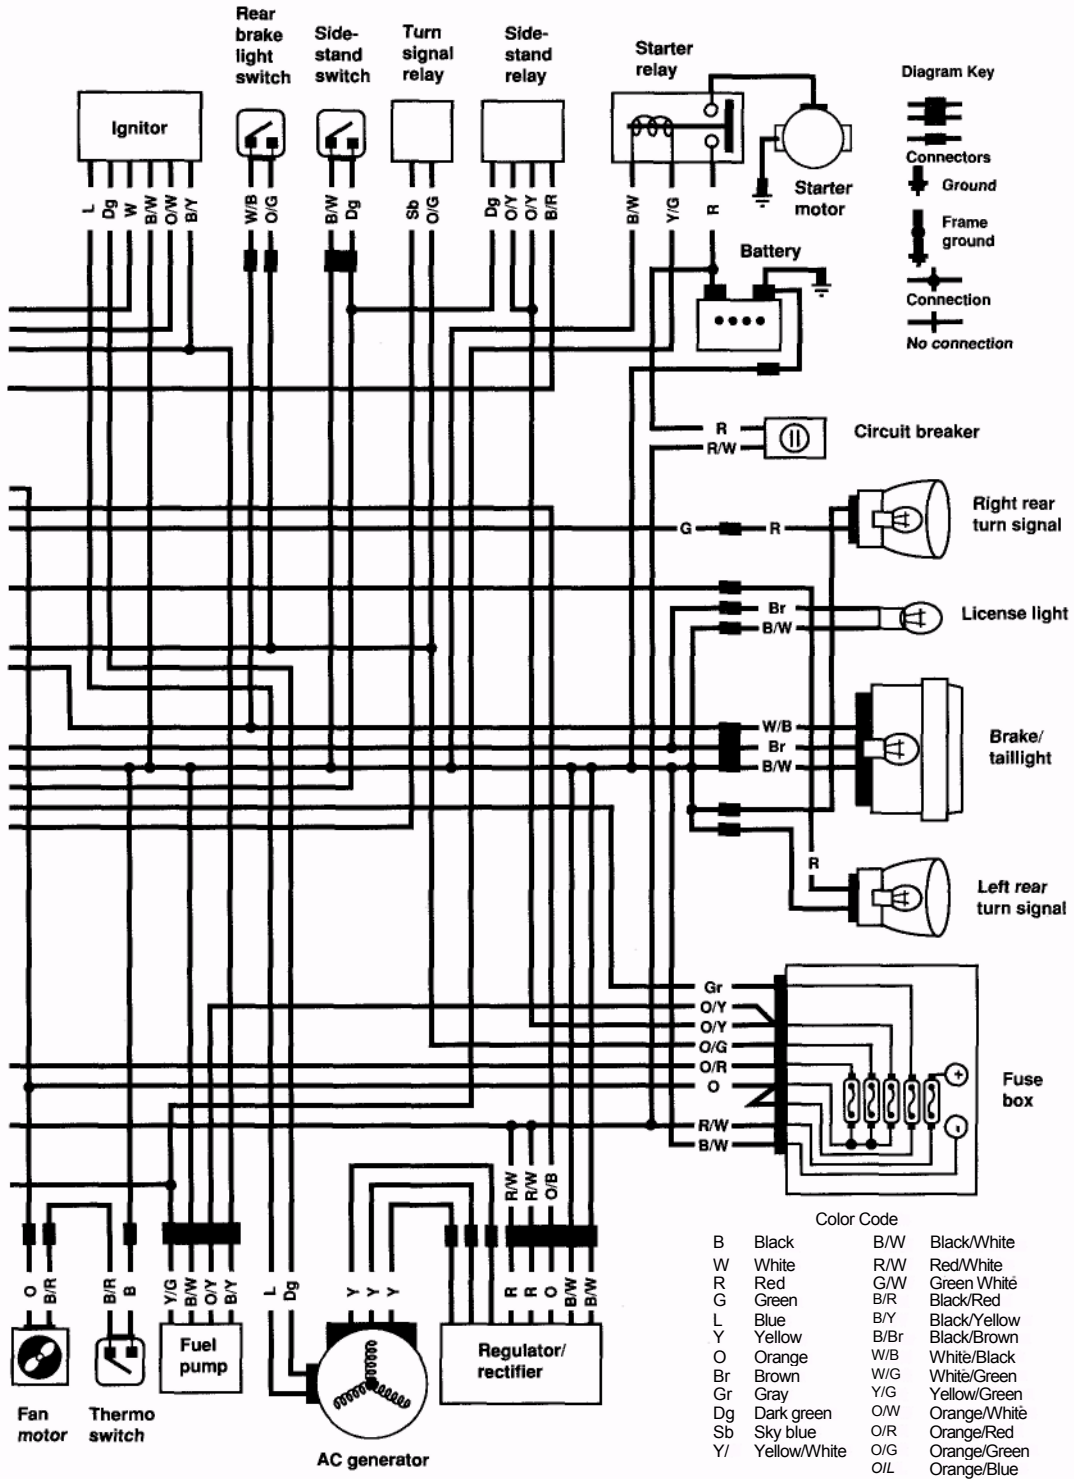 Rear
brake
light
switch
Side-
stand
switch
Turn
signal
relay
Side-
stand
relay
Starter
relay
Diagram Key
Ignitor
Connectors
Ground
Starter
motor
Frame
ground
L
Dg
W
B/W
O/W
B/Y
W/B
O/G
B/W
Dg
Sb
O/G
Dg
O/Y
O/Y
B/R
B/W
Y/G
R
Battery
Connection
No connection
R
R/W
Circuit breaker
G
R
Right rear
turn signal
Br
B/W
License light
W/B
Br
B/W
Brake/
taillight
R
Left rear
turn signal
Gr
O/Y
O/Y
O/G
O/R
O
R/W
B/W
+
-
Fuse
box
R/W
R/W
O/B
O
B/R
B/R
B
Y/G
B/W
O/Y
B/Y
L
Dg
Y
Y
Y
R
R
O
B/W
B/W
Fan
motor
Thermo
switch
Fuel
pump
AC generator
Regulator/
rectifier
Color Code
B Black B/W Black/White
W White R/W Red/White
R Red G/W Green White
G Green B/R Black/Red
L Blue B/Y Black/Yellow
Y Yellow B/Br Black/Brown
O Orange W/B White/Black
Br Brown W/G White/Green
Gr Gray Y/G Yellow/Green
Dg Dark green O/W Orange/White
Sb Sky blue O/R Orange/Red
Y/ Yellow/White O/G Orange/Green
OIL Orange/Blue